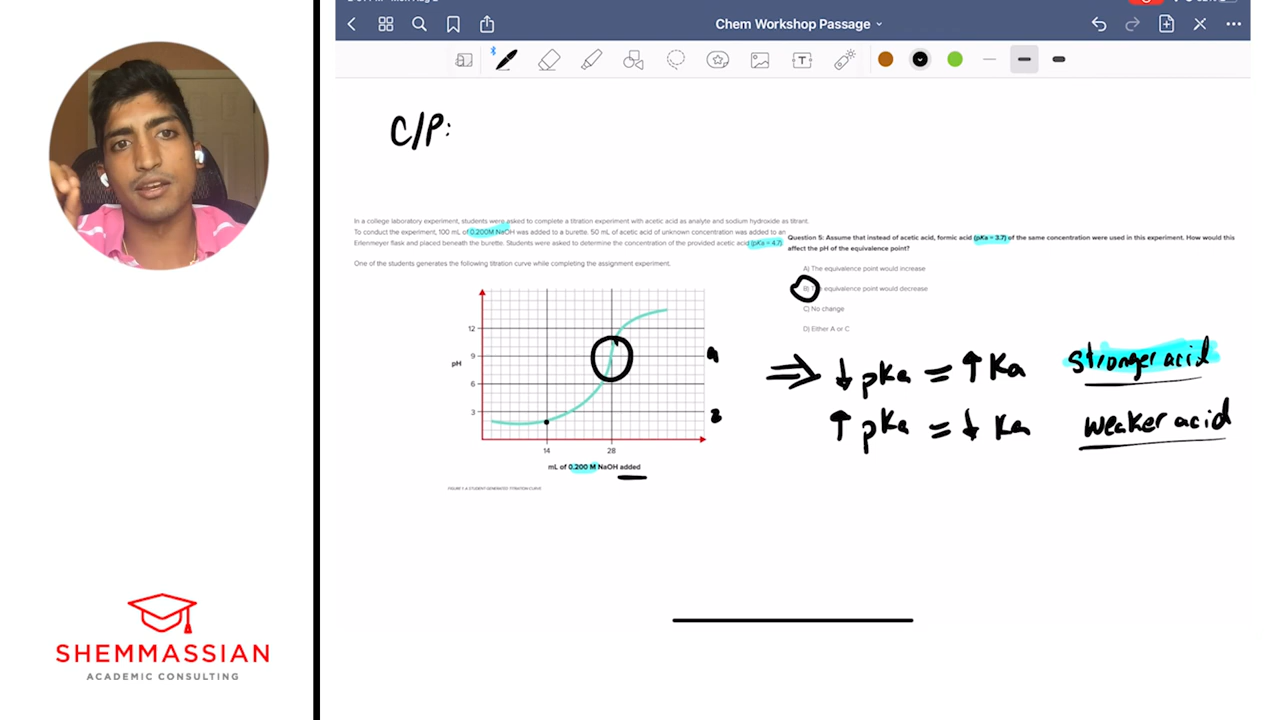 Chem Workshop Passage
C/P:
In a college laboratory experiment, students were asked to complete a titration experiment with acetic acid as analyte and sodium hydroxide as titrant.
To conduct the experiment, 100 mL of 0.200M NaOH was added to a burette. 50 mL of acetic acid of unknown concentration was added to an
Erlenmeyer flask and placed beneath the burette. Students were asked to determine the concentration of the provided acetic acid (pKa = 4.7)
One of the students generates the following titration curve while completing the assignment experiment.
12
9
pH
6
3
14
28
mL of 0.200 M NaOH added
FIGURE 1. A STUDENT-GENERATED TITRATION CURVE
Question 5: Assume that instead of acetic acid, formic acid (pKa = 3.7) of the same concentration were used in this experiment. How would this
affect the pH of the equivalence point?
A) The equivalence point would increase
B) The equivalence point would decrease
C) No change
D) Either A or C
⇒ ↓ pKa = ↑ Ka stronger acid
↑ pKa = ↓ Ka weaker acid
SHEMMASSIAN
ACADEMIC CONSULTING